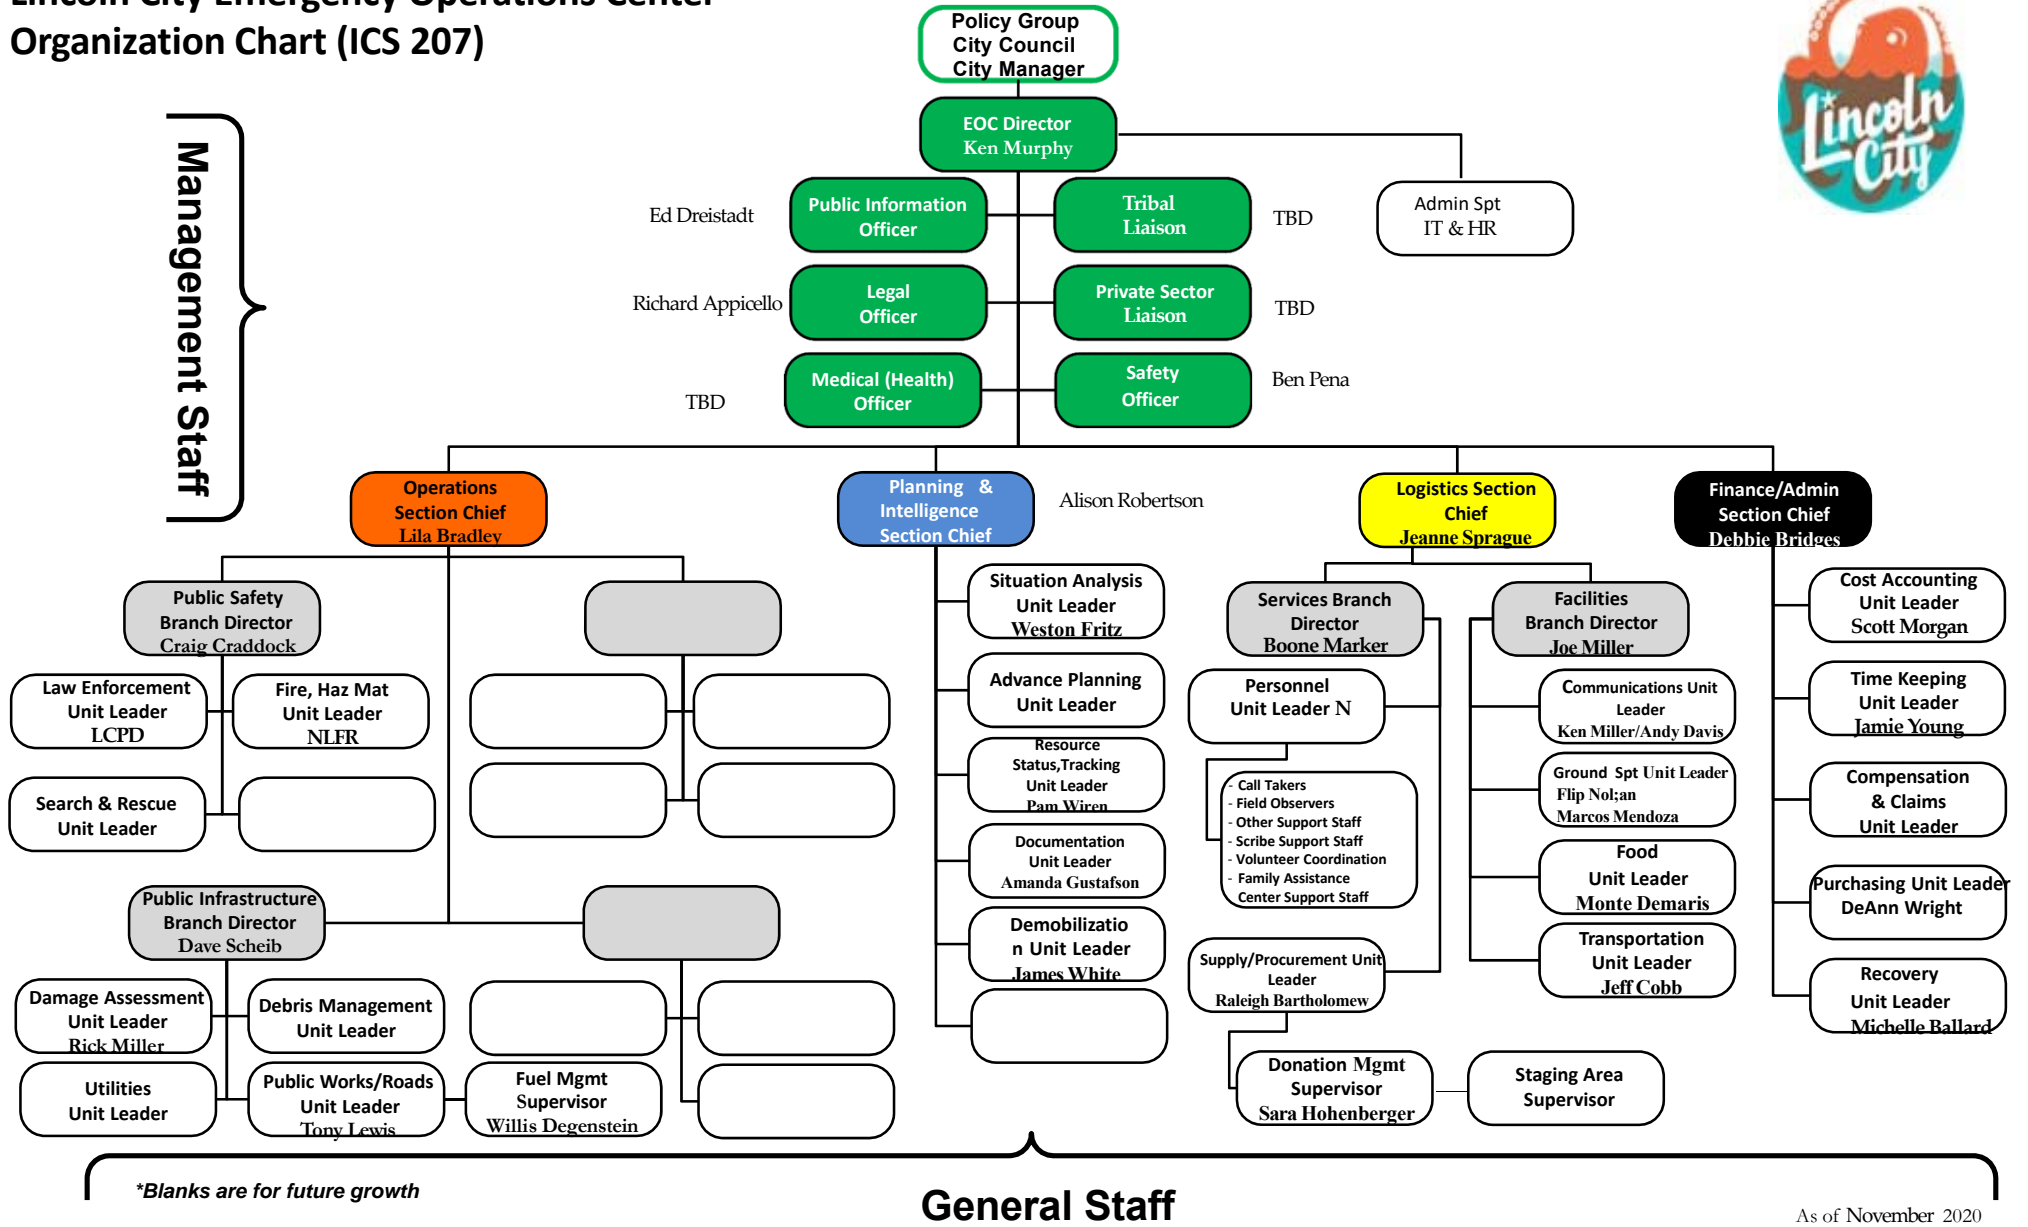 Lincoln City Emergency Operations Center
Organization Chart (ICS 207)
Policy Group
City Council
City Manager
Lincoln
City
EOC Director
Ken Murphy
Management Staff
Ed Dreistadt
Public Information
Officer
Tribal
Liaison
TBD
Admin Spt
IT & HR
Richard Appicello
Legal
Officer
Private Sector
Liaison
TBD
TBD
Medical (Health)
Officer
Safety
Officer
Ben Pena
Operations
Section Chief
Lila Bradley
Planning &
Intelligence
Section Chief
Alison Robertson
Logistics Section
Chief
Jeanne Sprague
Finance/Admin
Section Chief
Debbie Bridges
Public Safety
Branch Director
Craig Craddock
Law Enforcement
Unit Leader
LCPD
Fire, Haz Mat
Unit Leader
NLFR
Search & Rescue
Unit Leader
Public Infrastructure
Branch Director
Dave Scheib
Damage Assessment
Unit Leader
Rick Miller
Debris Management
Unit Leader
Utilities
Unit Leader
Public Works/Roads
Unit Leader
Tony Lewis
Fuel Mgmt
Supervisor
Willis Degenstein
Situation Analysis
Unit Leader
Weston Fritz
Advance Planning
Unit Leader
Resource
Status,Tracking
Unit Leader
Pam Wiren
Documentation
Unit Leader
Amanda Gustafson
Demobilizatio
n Unit Leader
James White
Services Branch
Director
Boone Marker
Personnel
Unit Leader N
- Call Takers
- Field Observers
- Other Support Staff
- Scribe Support Staff
- Volunteer Coordination
- Family Assistance
Center Support Staff
Supply/Procurement Unit
Leader
Raleigh Bartholomew
Donation Mgmt
Supervisor
Sara Hohenberger
Staging Area
Supervisor
Facilities
Branch Director
Joe Miller
Communications Unit
Leader
Ken Miller/Andy Davis
Ground Spt Unit Leader
Flip Nol;an
Marcos Mendoza
Food
Unit Leader
Monte Demaris
Transportation
Unit Leader
Jeff Cobb
Cost Accounting
Unit Leader
Scott Morgan
Time Keeping
Unit Leader
Jamie Young
Compensation
& Claims
Unit Leader
Purchasing Unit Leader
DeAnn Wright
Recovery
Unit Leader
Michelle Ballard
*Blanks are for future growth
General Staff
As of November 2020